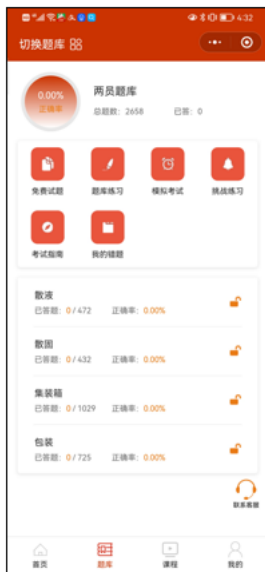 4:32
切换题库
0.00%
正确率
两员题库
总题数：2658 已答：0
免费试题 题库练习 模拟考试 挑战练习
考试指南 我的错题
散液
已答题：0/472 正确率：0.00%
散固
已答题：0/432 正确率：0.00%
集装箱
已答题：0/1029 正确率：0.00%
包装
已答题：0/725 正确率：0.00%
联系客服
首页 题库 课程 我的